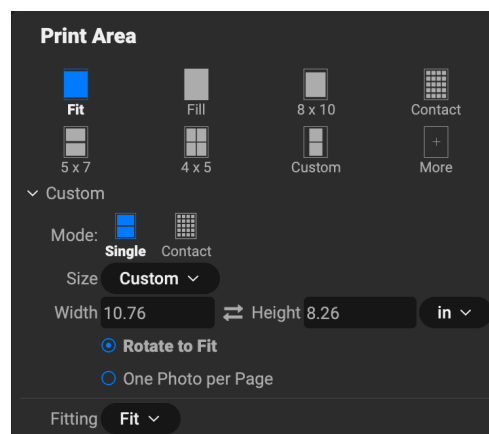 Print Area
Fit Fill 8 x 10 Contact
5 x 7 4 x 5 Custom More
Custom
Mode:
Single Contact
Size Custom
Width 10.76 Height 8.26 in
Rotate to Fit
One Photo per Page
Fitting Fit